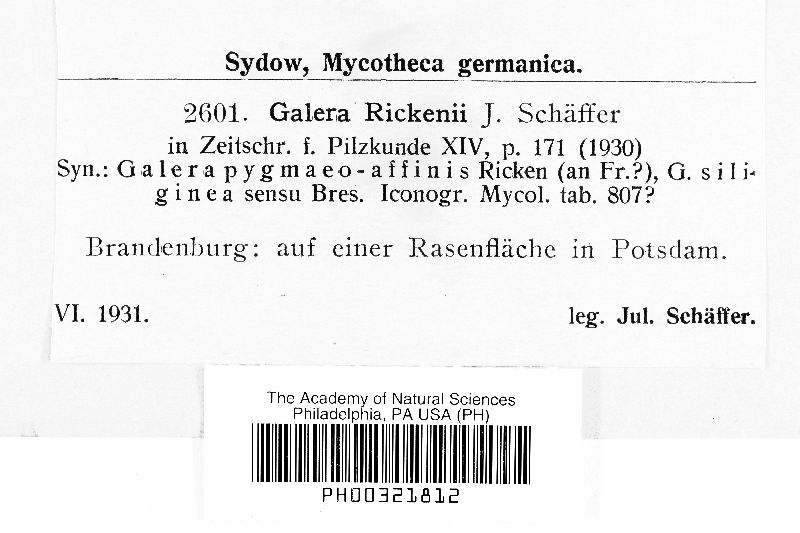 Sydow, Mycotheca germanica.
2601. Galera Rickenii J. Schäffer
in Zeitschr. f. Pilzkunde XIV, p. 171 (1930)
Syn.: Galera pygmaeo-affinis Ricken (an Fr.?), G. sili-
ginea sensu Bres. Iconogr. Mycol. tab. 807?
Brandenburg: auf einer Rasenfläche in Potsdam.
VI. 1931. leg. Jul. Schäffer.
The Academy of Natural Sciences
Philadelphia, PA USA (PH)
PH00321812